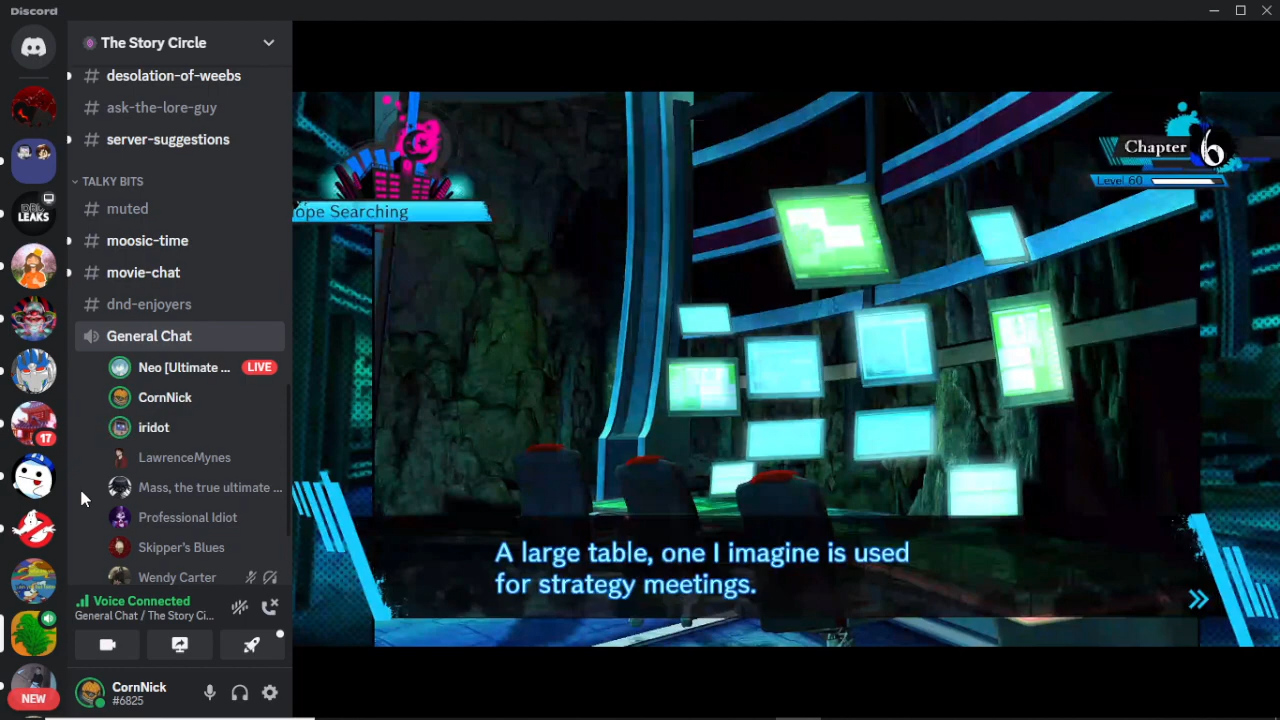 Discord
The Story Circle
desolation-of-weebs
ask-the-lore-guy
server-suggestions
TALKY BITS
muted
moosic-time
movie-chat
dnd-enjoyers
General Chat
Neo [Ultimate ...
LIVE
CornNick
iridot
LawrenceMynes
Mass, the true ultimate ...
Professional Idiot
Skipper's Blues
Wendy Carter
Voice Connected
General Chat / The Story Ci...
CornNick
#6825
LEAKS
17
NEW
ope Searching
Chapter 6
Level 60
A large table, one I imagine is used
for strategy meetings.